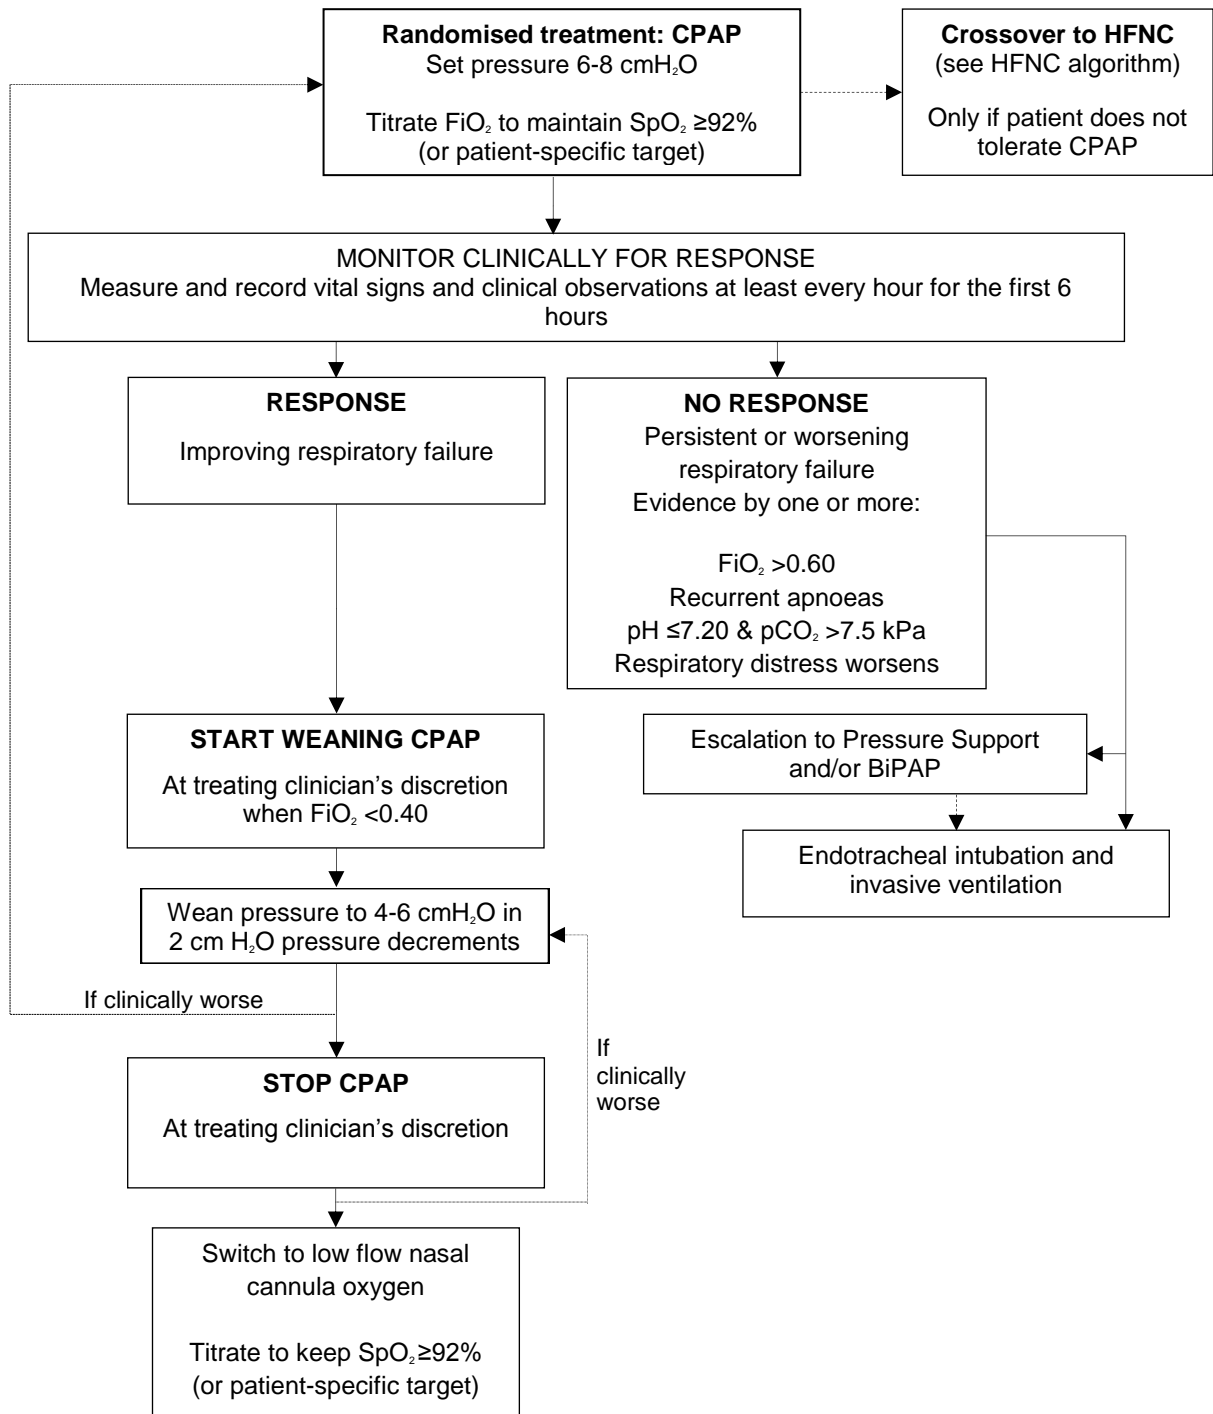 Randomised treatment: CPAP
Set pressure 6-8 cmH₂O
Titrate FiO₂ to maintain SpO₂ ≥92%
(or patient-specific target)
Crossover to HFNC
(see HFNC algorithm)
Only if patient does not
tolerate CPAP
MONITOR CLINICALLY FOR RESPONSE
Measure and record vital signs and clinical observations at least every hour for the first 6
hours
RESPONSE
Improving respiratory failure
NO RESPONSE
Persistent or worsening
respiratory failure
Evidence by one or more:
FiO₂ >0.60
Recurrent apnoeas
pH ≤7.20 & pCO₂ >7.5 kPa
Respiratory distress worsens
START WEANING CPAP
At treating clinician’s discretion
when FiO₂ <0.40
Escalation to Pressure Support
and/or BiPAP
Endotracheal intubation and
invasive ventilation
Wean pressure to 4-6 cmH₂O in
2 cm H₂O pressure decrements
If clinically worse
If
clinically
worse
STOP CPAP
At treating clinician’s discretion
Switch to low flow nasal
cannula oxygen
Titrate to keep SpO₂ ≥92%
(or patient-specific target)